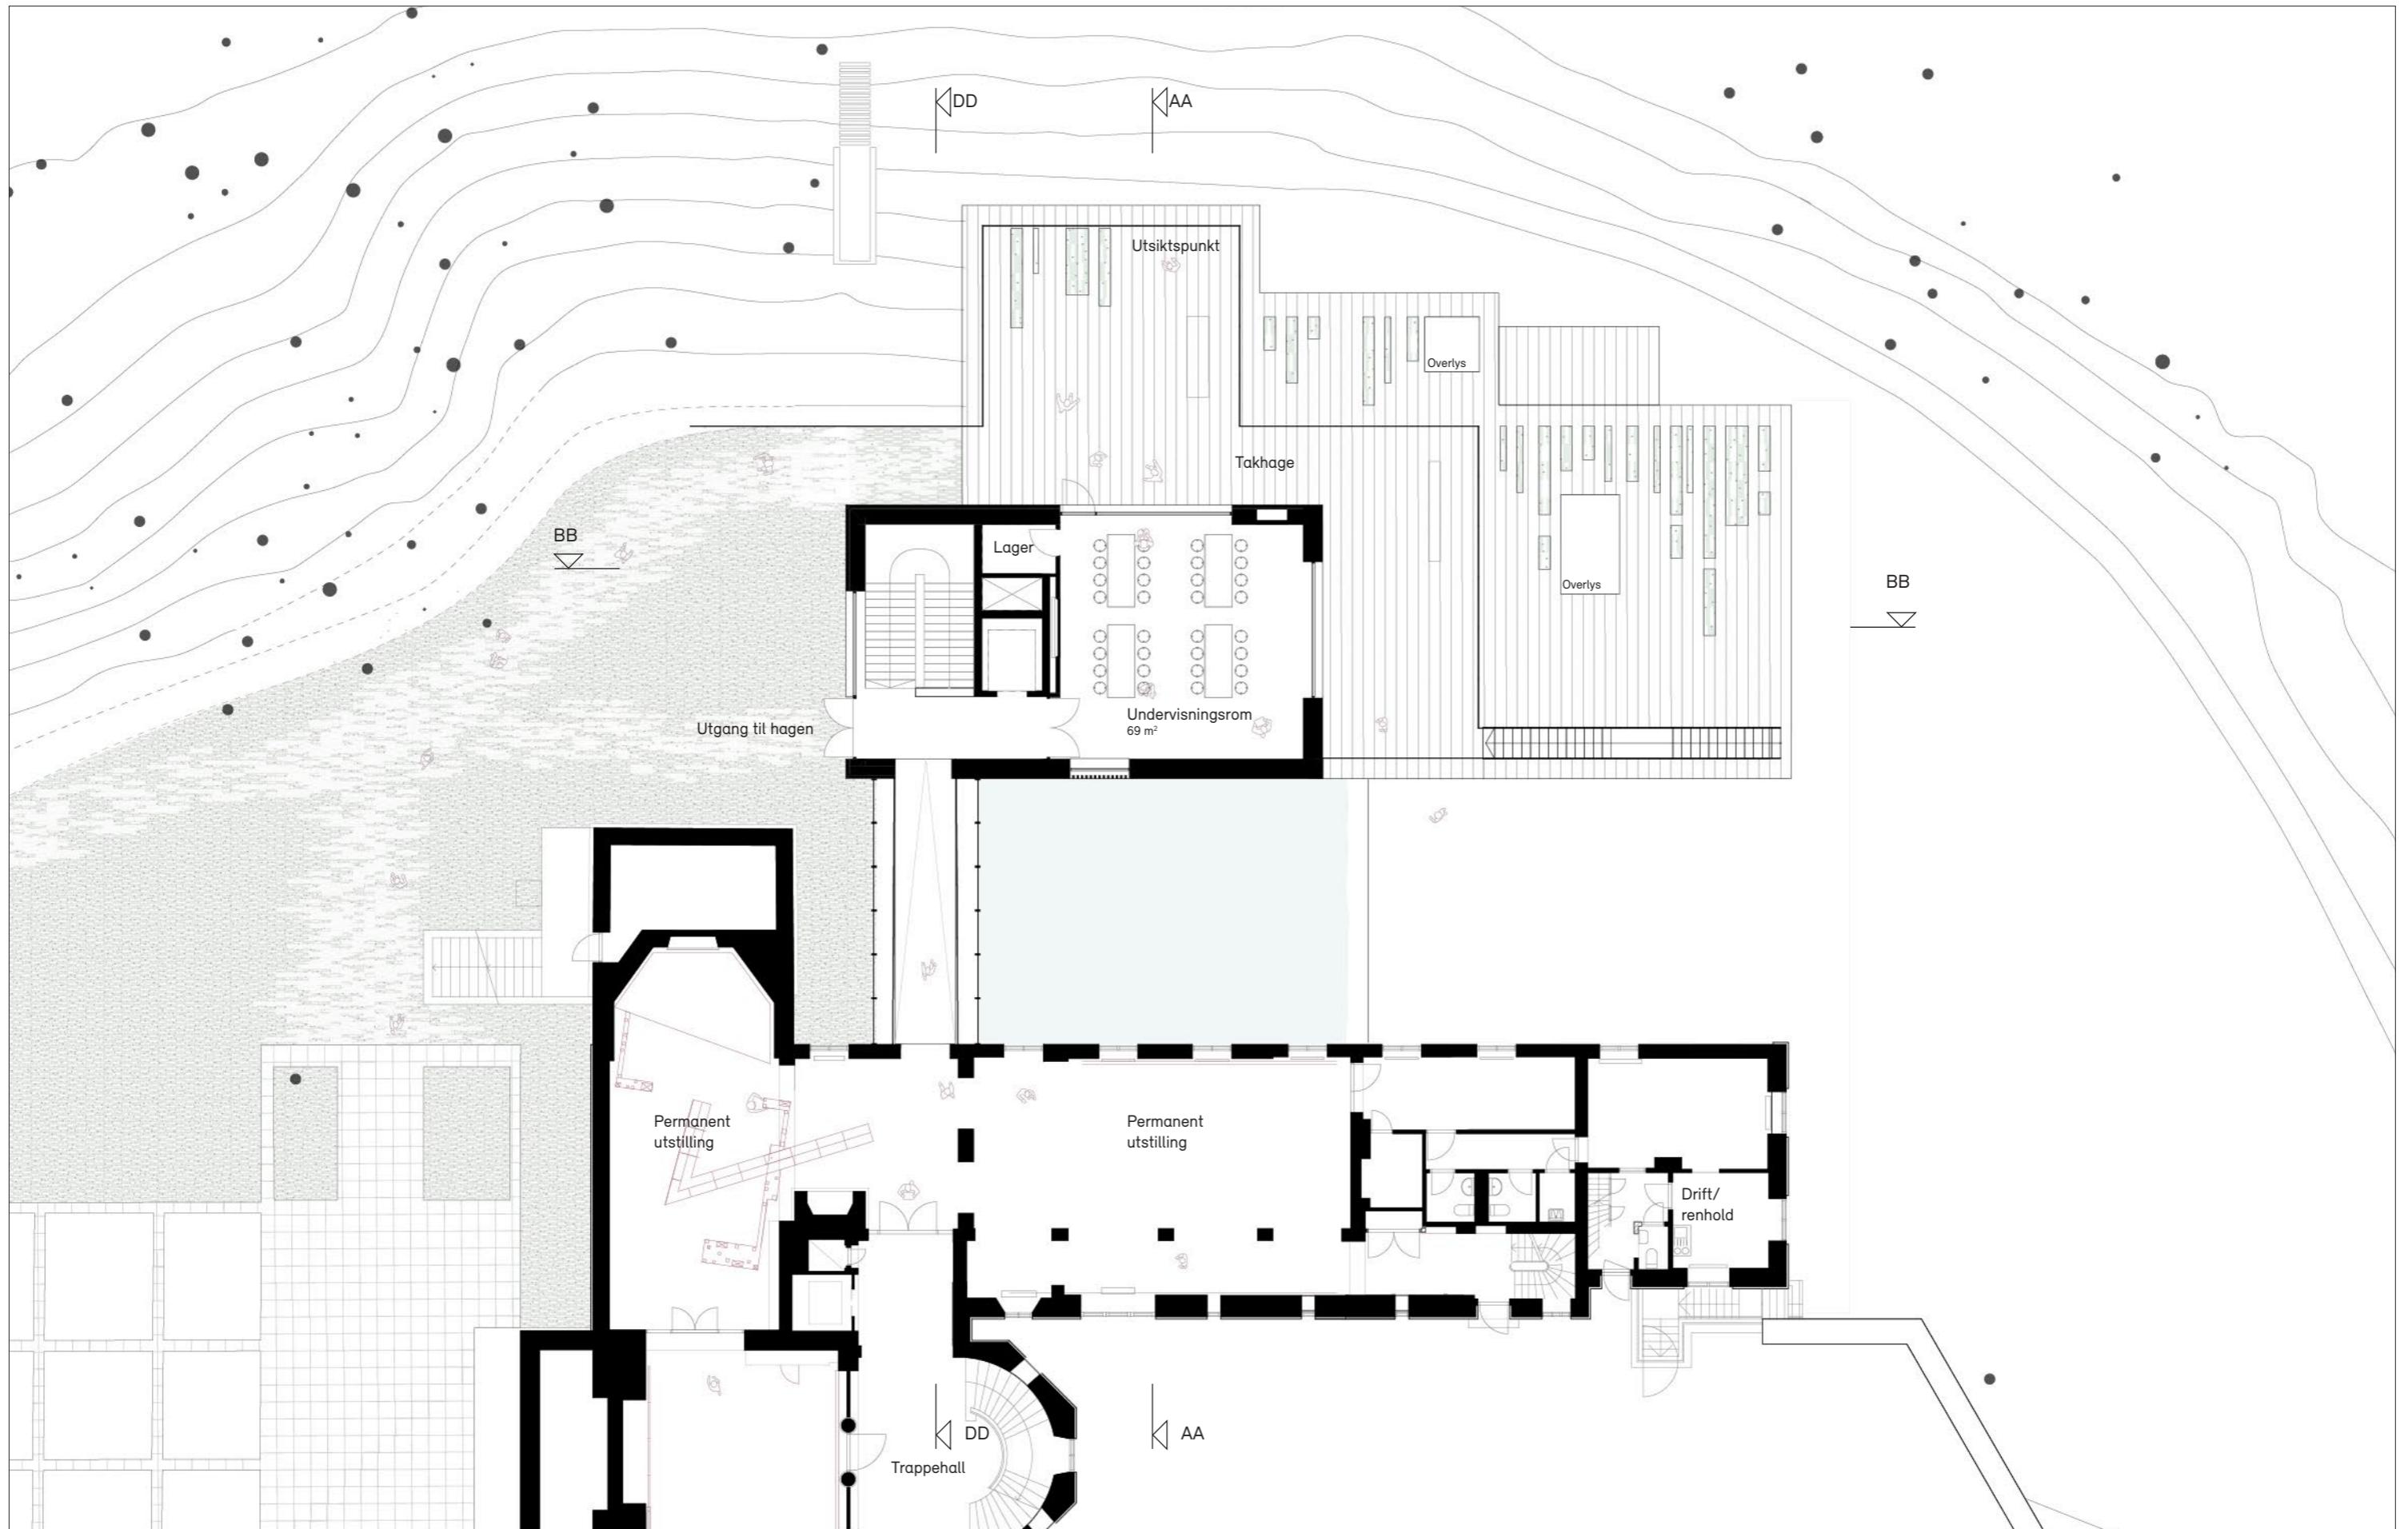 DD
AA
Utsiktspunkt
Overlys
Takhage
BB
Lager
Overlys
BB
Utgang til hagen
Undervisningsrom
69 m²
Permanent
utstilling
Permanent
utstilling
Drift/
renhold
DD
AA
Trappehall